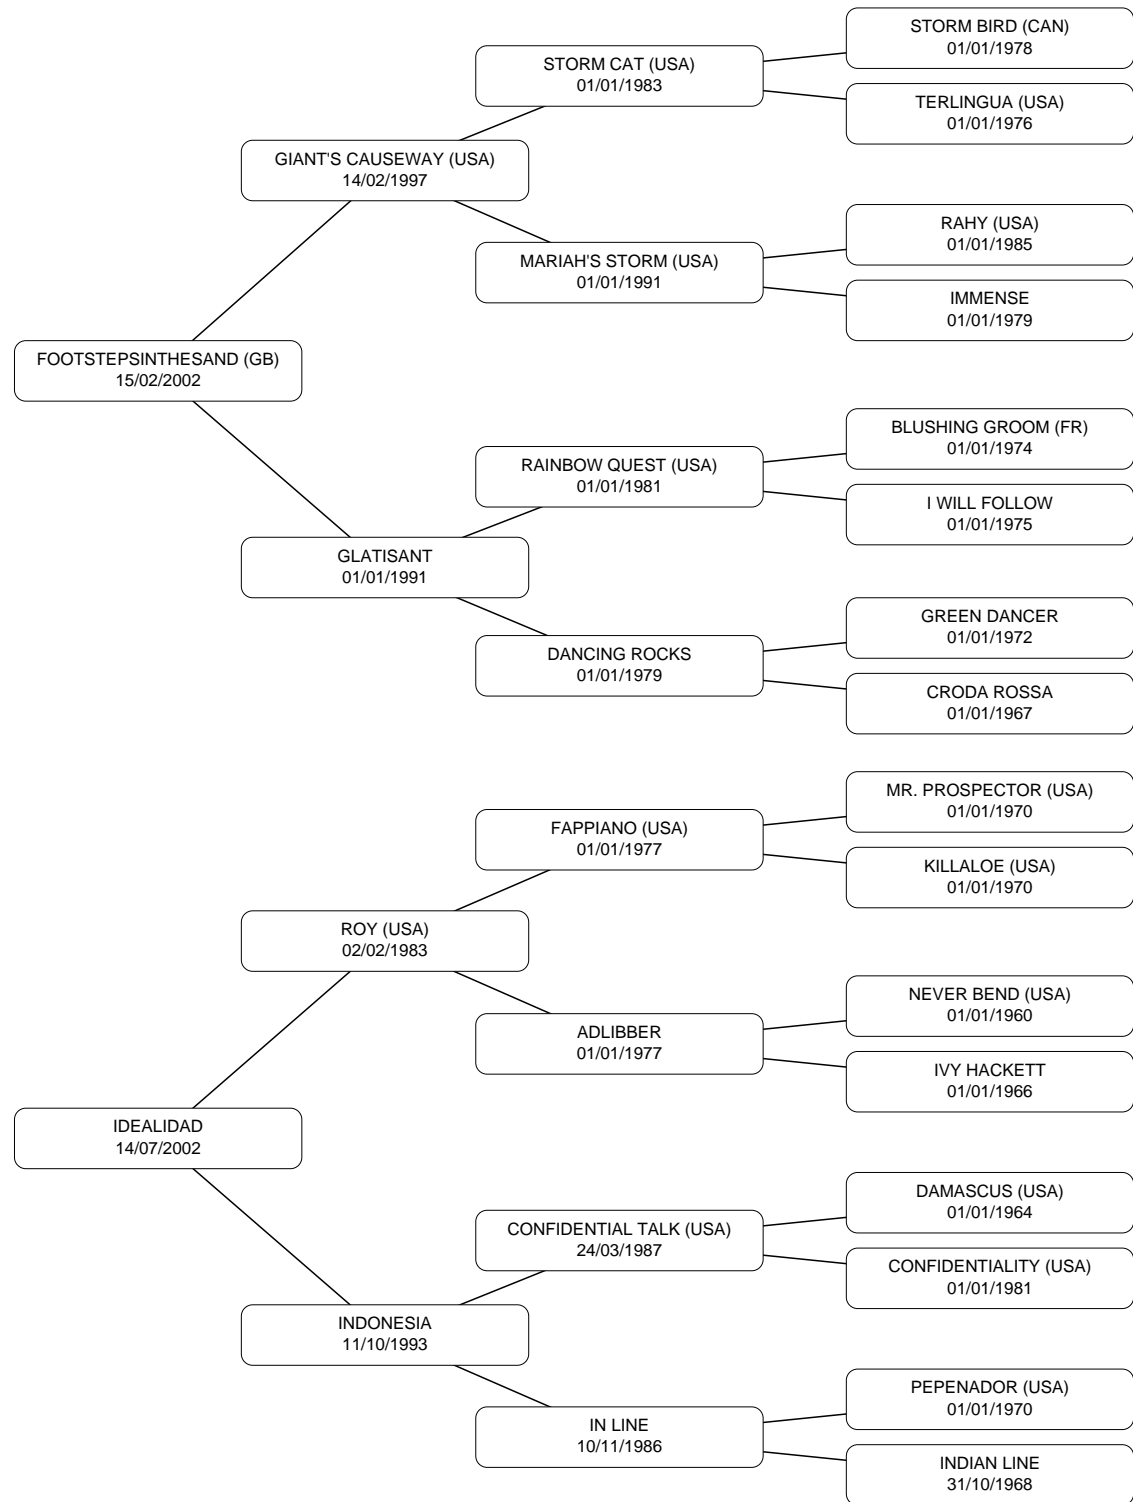 STORM BIRD (CAN)
01/01/1978
STORM CAT (USA)
01/01/1983
TERLINGUA (USA)
01/01/1976
GIANT'S CAUSEWAY (USA)
14/02/1997
RAHY (USA)
01/01/1985
MARIAH'S STORM (USA)
01/01/1991
IMMENSE
01/01/1979
FOOTSTEPSINTHESAND (GB)
15/02/2002
BLUSHING GROOM (FR)
01/01/1974
RAINBOW QUEST (USA)
01/01/1981
I WILL FOLLOW
01/01/1975
GLATISANT
01/01/1991
GREEN DANCER
01/01/1972
DANCING ROCKS
01/01/1979
CRODA ROSSA
01/01/1967
MR. PROSPECTOR (USA)
01/01/1970
FAPPIANO (USA)
01/01/1977
KILLALOE (USA)
01/01/1970
ROY (USA)
02/02/1983
NEVER BEND (USA)
01/01/1960
ADLIBBER
01/01/1977
IVY HACKETT
01/01/1966
IDEALIDAD
14/07/2002
DAMASCUS (USA)
01/01/1964
CONFIDENTIAL TALK (USA)
24/03/1987
CONFIDENTIALITY (USA)
01/01/1981
INDONESIA
11/10/1993
PEPENADOR (USA)
01/01/1970
IN LINE
10/11/1986
INDIAN LINE
31/10/1968